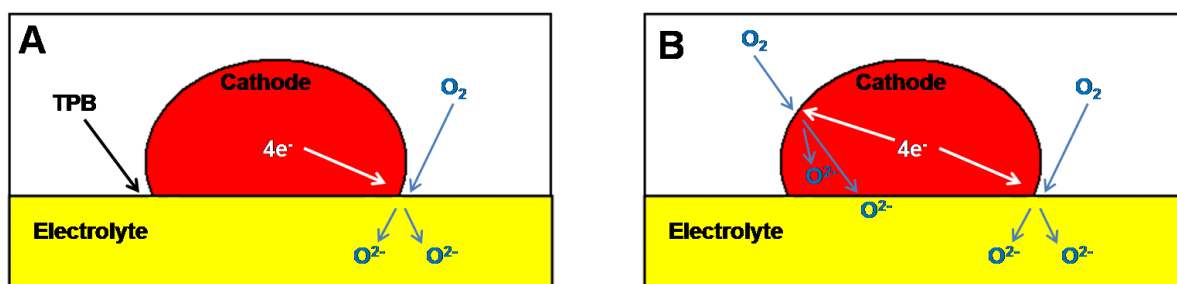 A
Cathode
TPB
O₂
4e⁻
Electrolyte
O²⁻ O²⁻
B
O₂
Cathode
O₂
4e⁻
O²⁻
O²⁻
Electrolyte
O²⁻ O²⁻